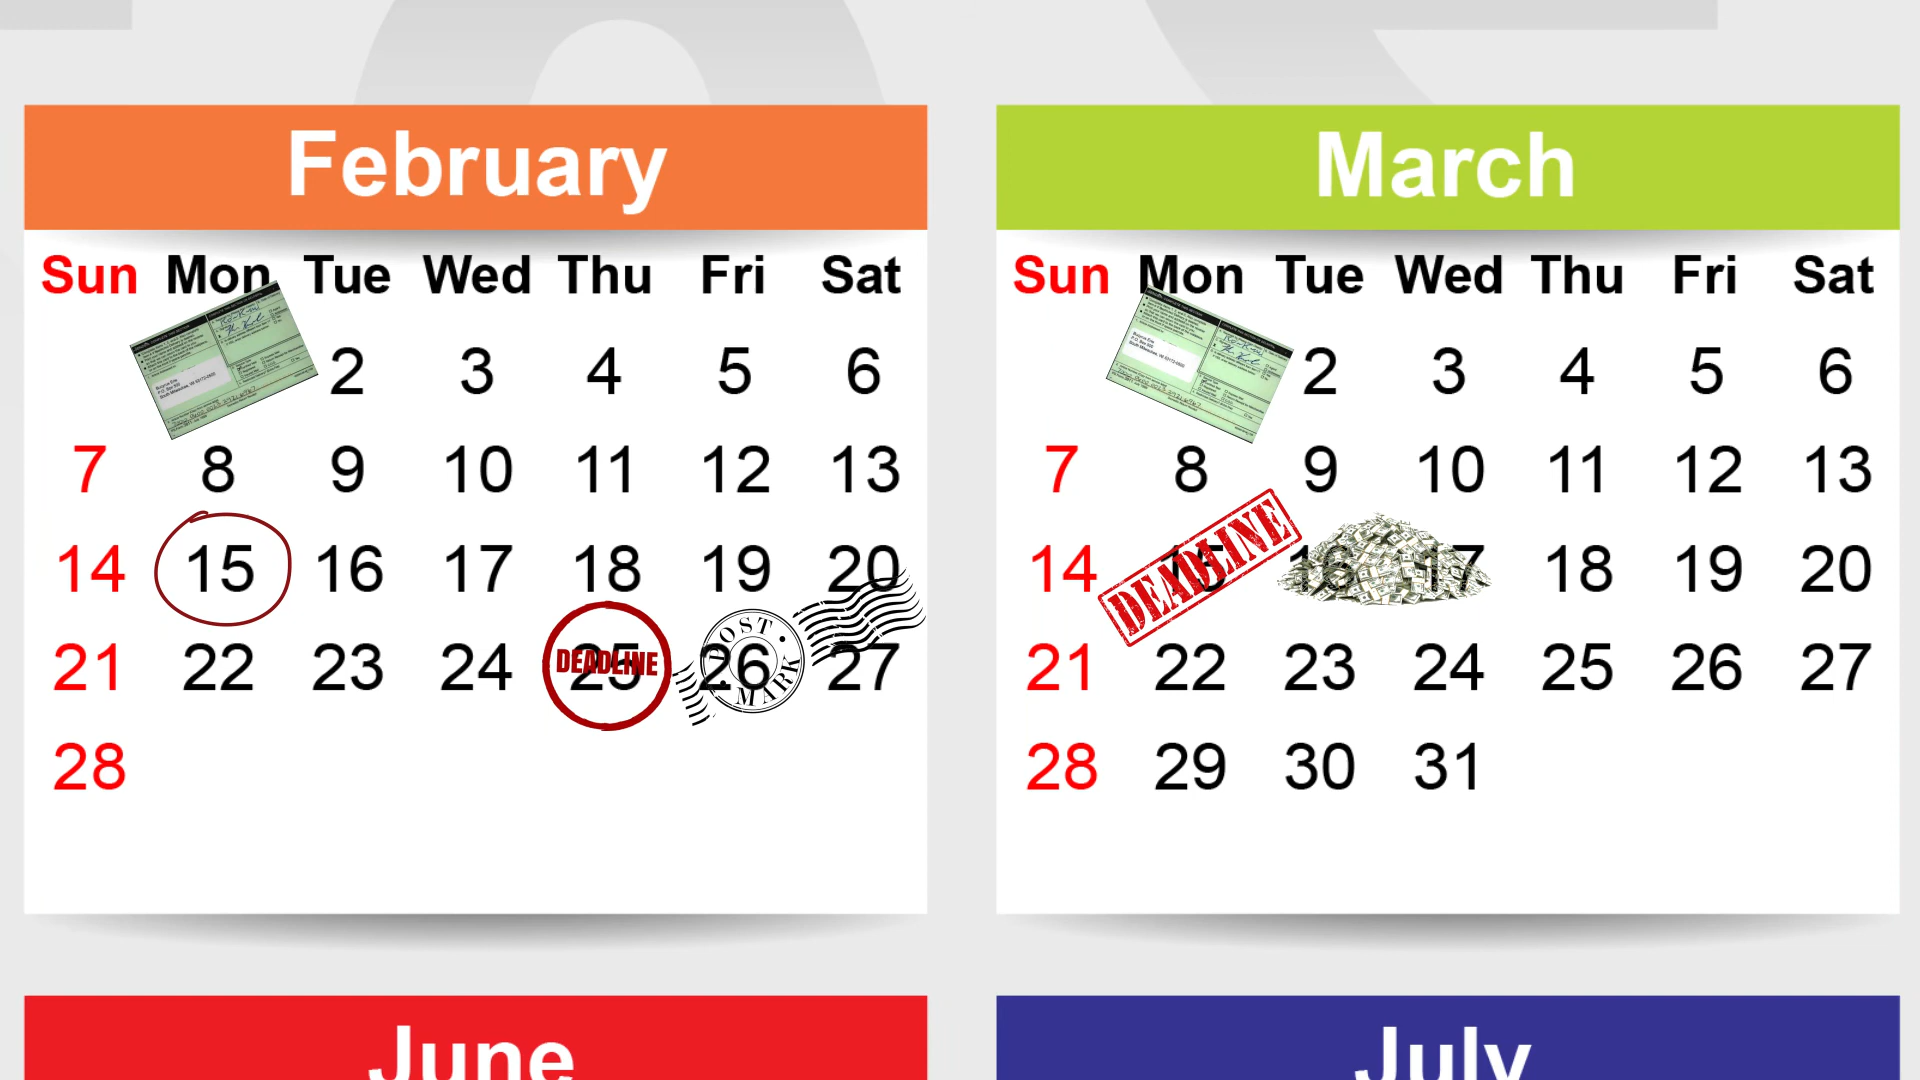 February
Sun Mon Tue Wed Thu Fri Sat
2 3 4 5 6
7 8 9 10 11 12 13
14 15 16 17 18 19 20
21 22 23 24 25 26 27
DEADLINE
POST
MARK
28
March
Sun Mon Tue Wed Thu Fri Sat
2 3 4 5 6
7 8 9 10 11 12 13
14 15 16 17 18 19 20
DEADLINE
21 22 23 24 25 26 27
28 29 30 31
June
July